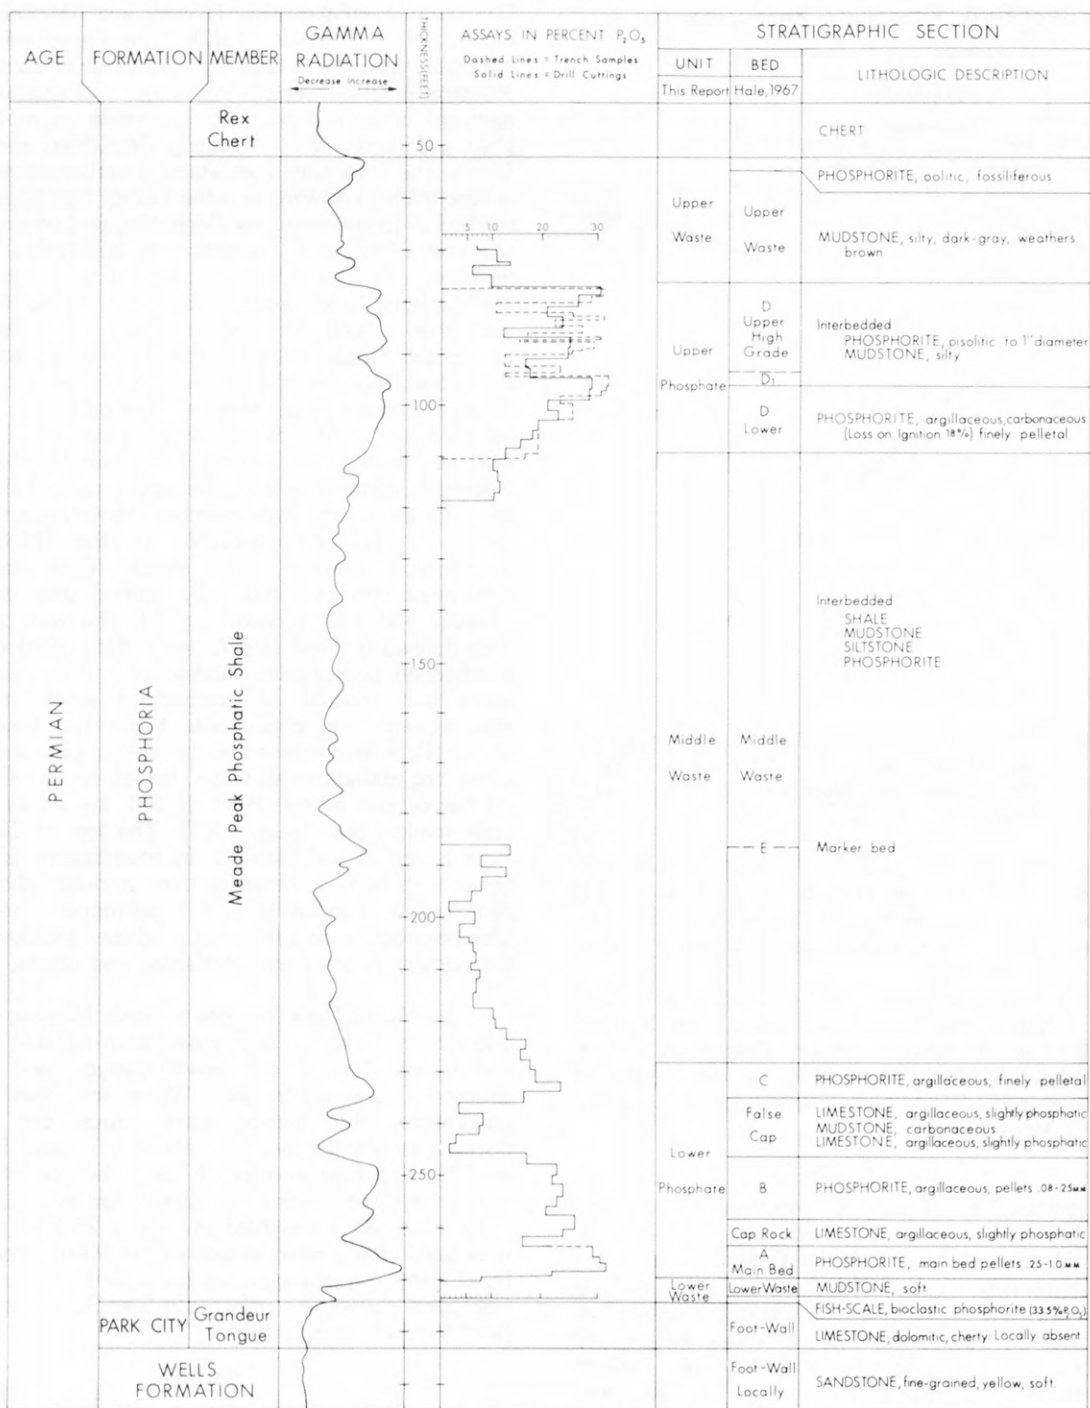 AGE
FORMATION
MEMBER
GAMMA
RADIATION
Decrease Increase
THICKNESS(FEET)
ASSAYS IN PERCENT P₂O₅
Dashed Lines = Trench Samples
Solid Lines = Drill Cuttings
STRATIGRAPHIC SECTION
UNIT
This Report
BED
Hale, 1967
LITHOLOGIC DESCRIPTION
Rex
Chert
50
CHERT
PHOSPHORITE, oolitic, fossiliferous
Upper
Waste
Upper
Waste
MUDSTONE, silty, dark-gray, weathers
brown
5 10 20 30
D
Upper
High
Grade
Interbedded
PHOSPHORITE, pisolitic to 1" diameter
MUDSTONE, silty
Upper
Phosphate
D₁
100
D
Lower
PHOSPHORITE, argillaceous, carbonaceous
(Loss on Ignition 18%) finely pelletal
Interbedded
SHALE
MUDSTONE
SILTSTONE
PHOSPHORITE
150
PERMIAN
PHOSPHORIA
Meade Peak Phosphatic Shale
Middle
Waste
Middle
Waste
E
Marker bed
200
C
PHOSPHORITE, argillaceous, finely pelletal
False
Cap
LIMESTONE, argillaceous, slightly phosphatic
MUDSTONE, carbonaceous
LIMESTONE, argillaceous, slightly phosphatic
Lower
Phosphate
250
B
PHOSPHORITE, argillaceous, pellets .08-.25MM
Cap Rock
LIMESTONE, argillaceous, slightly phosphatic
A
Main Bed
PHOSPHORITE, main bed pellets .25-1.0 MM
Lower
Waste
Lower Waste
MUDSTONE, soft
FISH-SCALE, bioclastic phosphorite (33.5% P₂O₅)
PARK CITY
Grandeur
Tongue
Foot-Wall
LIMESTONE, dolomitic, cherty Locally absent
WELLS
FORMATION
Foot-Wall
Locally
SANDSTONE, fine-grained, yellow, soft.